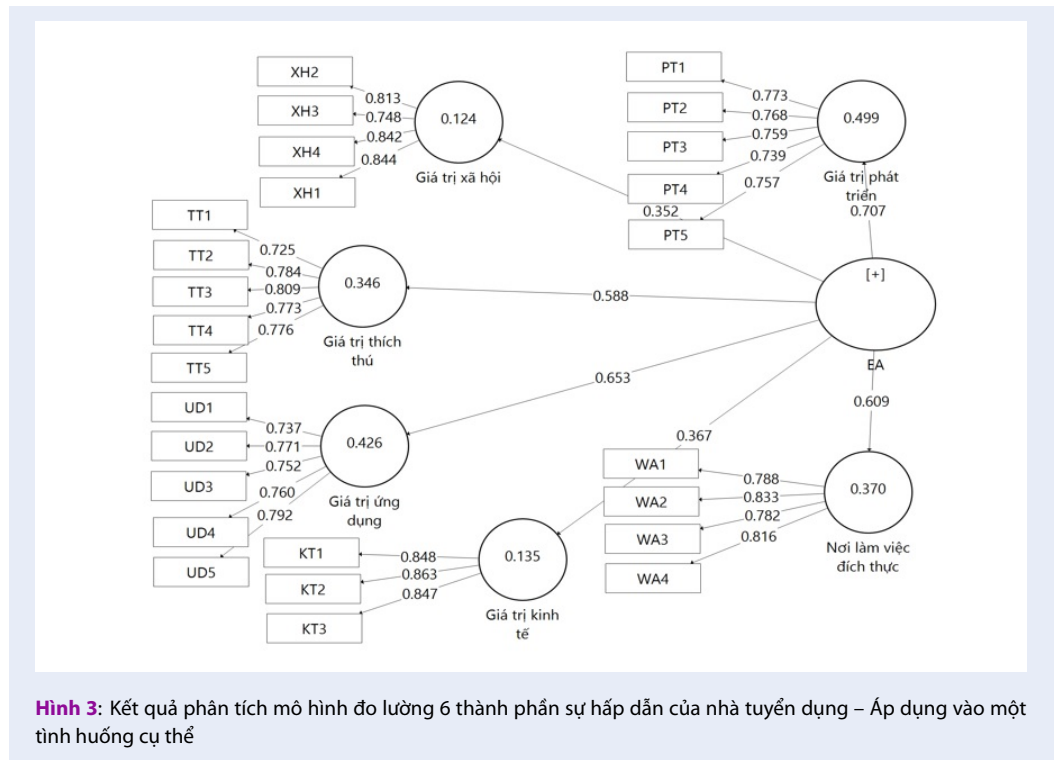 XH2
XH3
XH4
XH1
0.813
0.748
0.842
0.844
0.124
Giá trị xã hội
PT1
PT2
PT3
PT4
PT5
0.773
0.768
0.759
0.739
0.757
0.499
Giá trị phát
triển
0.352
0.707
TT1
TT2
TT3
TT4
TT5
0.725
0.784
0.809
0.773
0.776
0.346
Giá trị thích
thú
0.588
[+]
EA
0.653
0.609
0.367
UD1
UD2
UD3
UD4
UD5
0.737
0.771
0.752
0.760
0.792
0.426
Giá trị ứng
dụng
KT1
KT2
KT3
0.848
0.863
0.847
0.135
Giá trị kinh
tế
WA1
WA2
WA3
WA4
0.788
0.833
0.782
0.816
0.370
Nơi làm việc
đích thực
Hình 3: Kết quả phân tích mô hình đo lường 6 thành phần sự hấp dẫn của nhà tuyển dụng – Áp dụng vào một
tình huống cụ thể